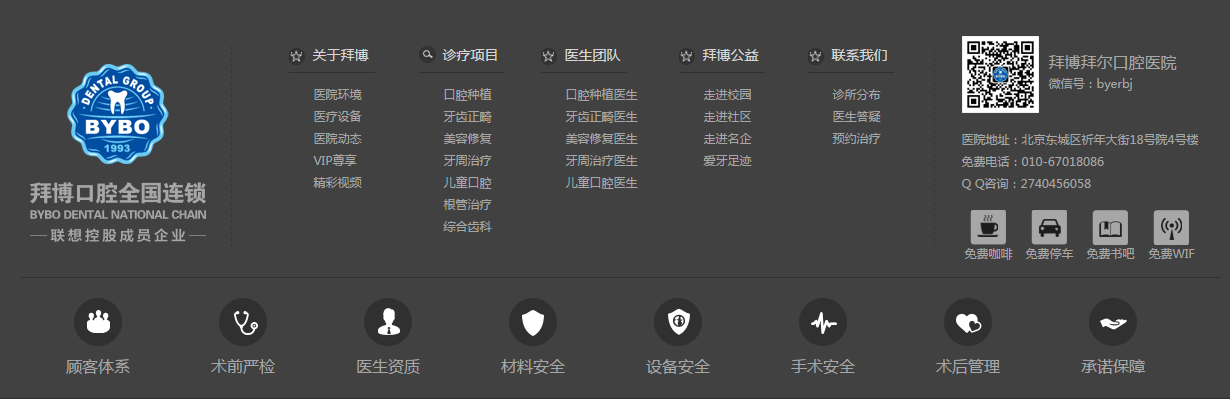 DENTAL GROUP
BYBO
1993
拜博口腔全国连锁
BYBO DENTAL NATIONAL CHAIN
联想控股成员企业
关于拜博
医院环境
医疗设备
医院动态
VIP尊享
精彩视频
诊疗项目
口腔种植
牙齿正畸
美容修复
牙周治疗
儿童口腔
根管治疗
综合齿科
医生团队
口腔种植医生
牙齿正畸医生
美容修复医生
牙周治疗医生
儿童口腔医生
拜博公益
走进校园
走进社区
走进名企
爱牙足迹
联系我们
诊所分布
医生答疑
预约治疗
拜博拜尔口腔医院
微信号：byerbj
医院地址：北京东城区祈年大街18号院4号楼
免费电话：010-67018086
Q Q咨询：2740456058
免费咖啡
免费停车
免费书吧
免费WIF
顾客体系
术前严检
医生资质
材料安全
设备安全
手术安全
术后管理
承诺保障